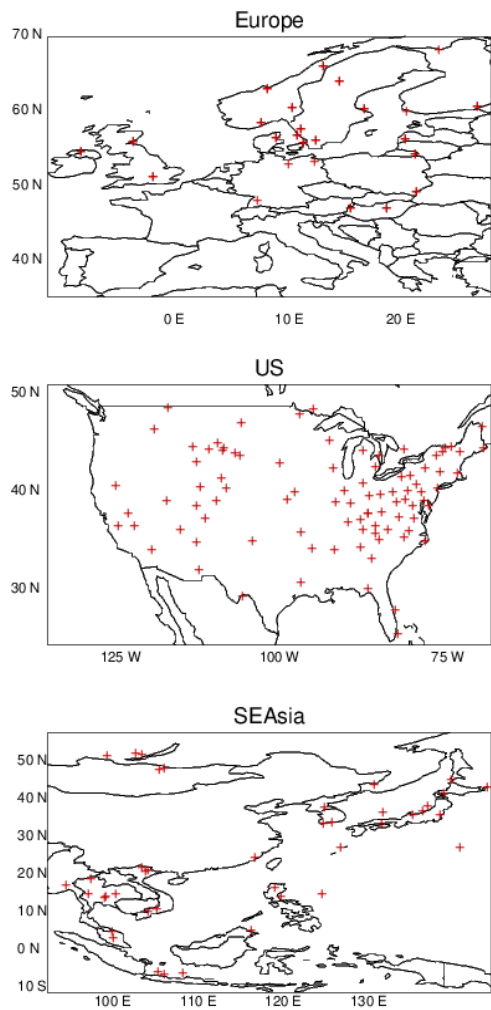 Europe
70 N
60 N
50 N
40 N
0 E 10 E 20 E
US
50 N
40 N
30 N
125 W 100 W 75 W
SEAsia
50 N
40 N
30 N
20 N
10 N
0 N
10 S
100 E 110 E 120 E 130 E